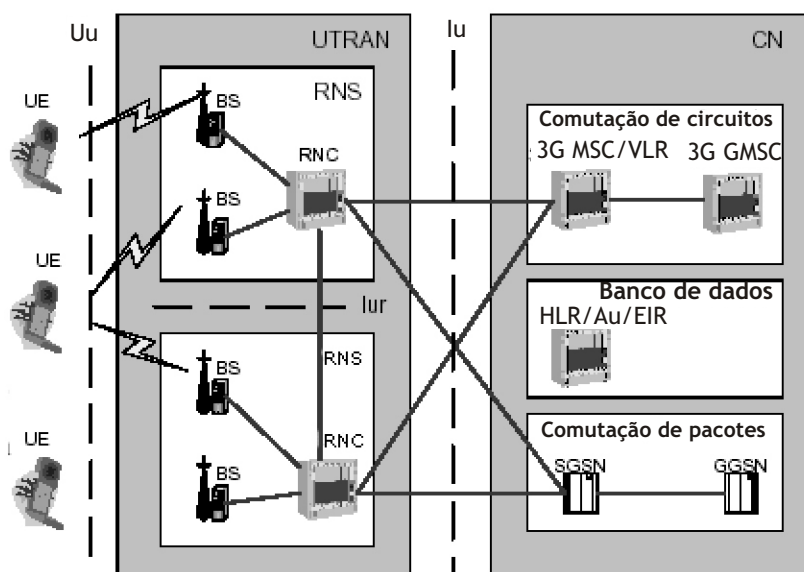 Uu
UTRAN
Iu
CN
UE
BS
RNS
RNC
Comutação de circuitos
3G MSC/VLR 3G GMSC
UE
Iur
Banco de dados
HLR/Au/EIR
BS
RNS
RNC
UE
BS
Comutação de pacotes
SGSN GGSN
BS